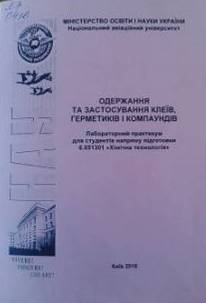 МІНІСТЕРСТВО ОСВІТИ І НАУКИ УКРАЇНИ
Національний авіаційний університет
ОДЕРЖАННЯ
ТА ЗАСТОСУВАННЯ КЛЕЇВ,
ГЕРМЕТИКІВ І КОМПАУНДІВ
Лабораторний практикум
для студентів напряму підготовки
6.051301 «Хімічна технологія»
НАУ
Київ 2016